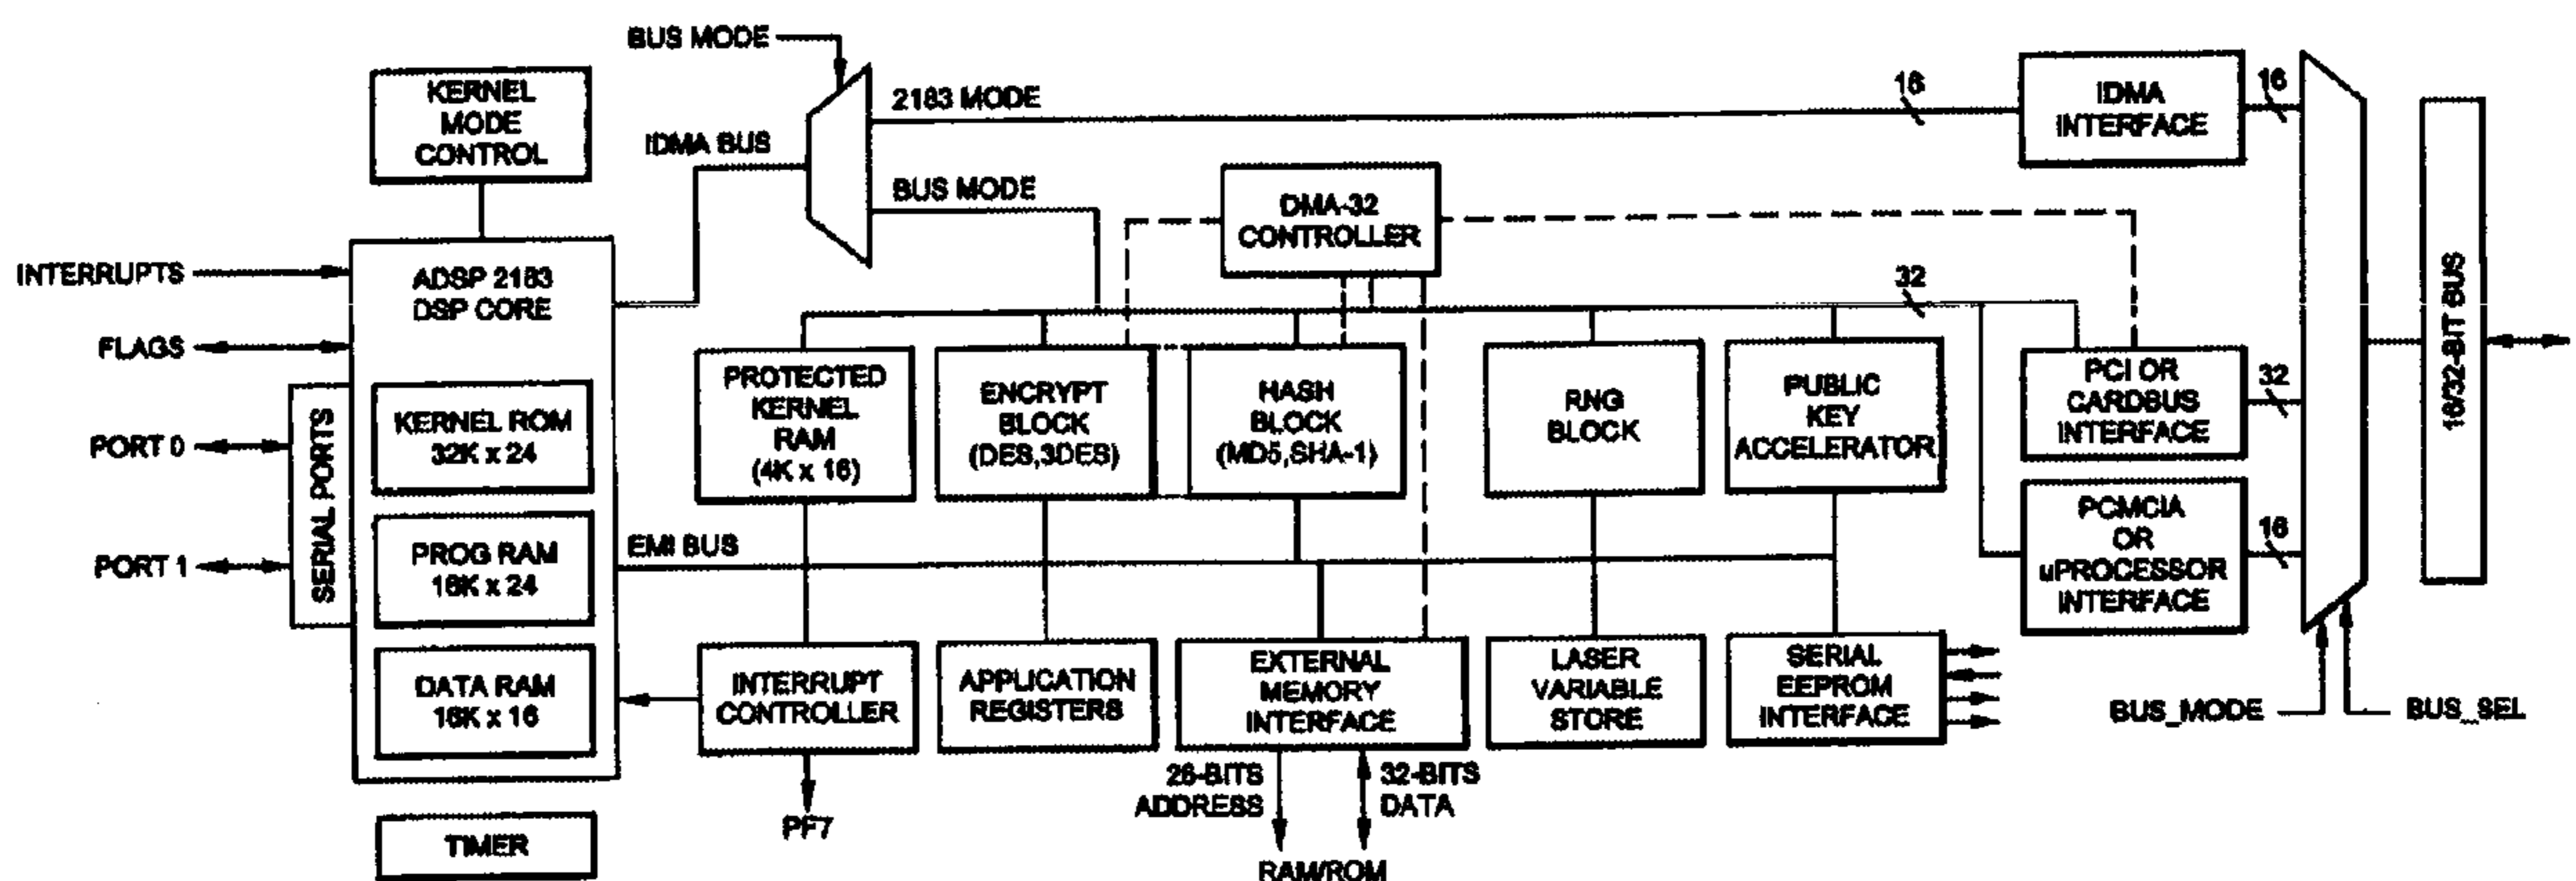 BUS MODE
KERNEL
MODE
CONTROL
2183 MODE
16
IDMA
INTERFACE
16
IDMA BUS
BUS MODE
DMA-32
CONTROLLER
INTERRUPTS
ADSP 2183
DSP CORE
32
16/32-BIT BUS
FLAGS
SERIAL PORTS
PORT 0
PORT 1
KERNEL ROM
32K x 24
PROG RAM
16K x 24
DATA RAM
16K x 16
PROTECTED
KERNEL
RAM
(4K x 16)
ENCRYPT
BLOCK
(DES,3DES)
HASH
BLOCK
(MD5,SHA-1)
RNG
BLOCK
PUBLIC
KEY
ACCELERATOR
PCI OR
CARDBUS
INTERFACE
32
PCMCIA
OR
uPROCESSOR
INTERFACE
16
EMI BUS
INTERRUPT
CONTROLLER
APPLICATION
REGISTERS
EXTERNAL
MEMORY
INTERFACE
LASER
VARIABLE
STORE
SERIAL
EEPROM
INTERFACE
BUS_MODE
BUS_SEL
26-BITS
ADDRESS
32-BITS
DATA
PF7
TIMER
RAM/ROM